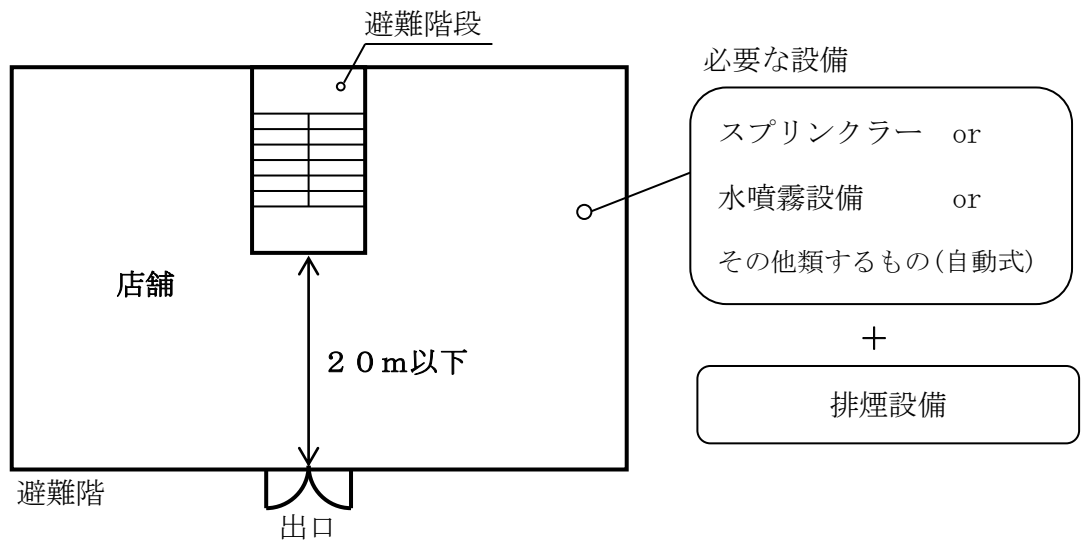 避難階段
必要な設備
スプリンクラー　or
水噴霧設備　　　or
その他類するもの(自動式)
店舗
２０ｍ以下
＋
排煙設備
避難階
出口